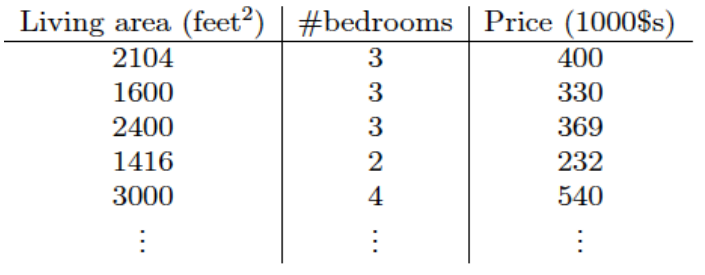 Living area (feet²) #bedrooms Price (1000$s)
2104 3 400
1600 3 330
2400 3 369
1416 2 232
3000 4 540
⋮ ⋮ ⋮